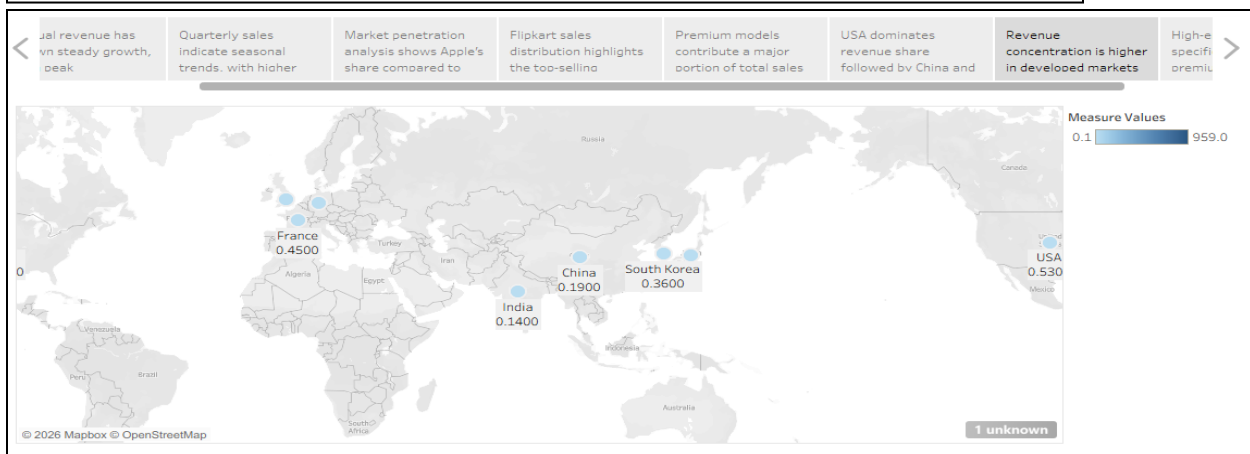 ual revenue has
wn steady growth,
peak
Quarterly sales
indicate seasonal
trends, with higher
Market penetration
analysis shows Apple's
share compared to
Flipkart sales
distribution highlights
the top-selling
Premium models
contribute a major
portion of total sales
USA dominates
revenue share
followed by China and
Revenue
concentration is higher
in developed markets
High-e
specifi
premiu
Measure Values
0.1
959.0
Russia
Canada
France
0.4500
Turkey
Iran
Algeria
Egypt
China
0.1900
South Korea
0.3600
India
0.1400
USA
0.530
Mexico
0
Venezuela
Peru
Brazil
Indonesia
Australia
South
Africa
© 2026 Mapbox © OpenStreetMap
1 unknown